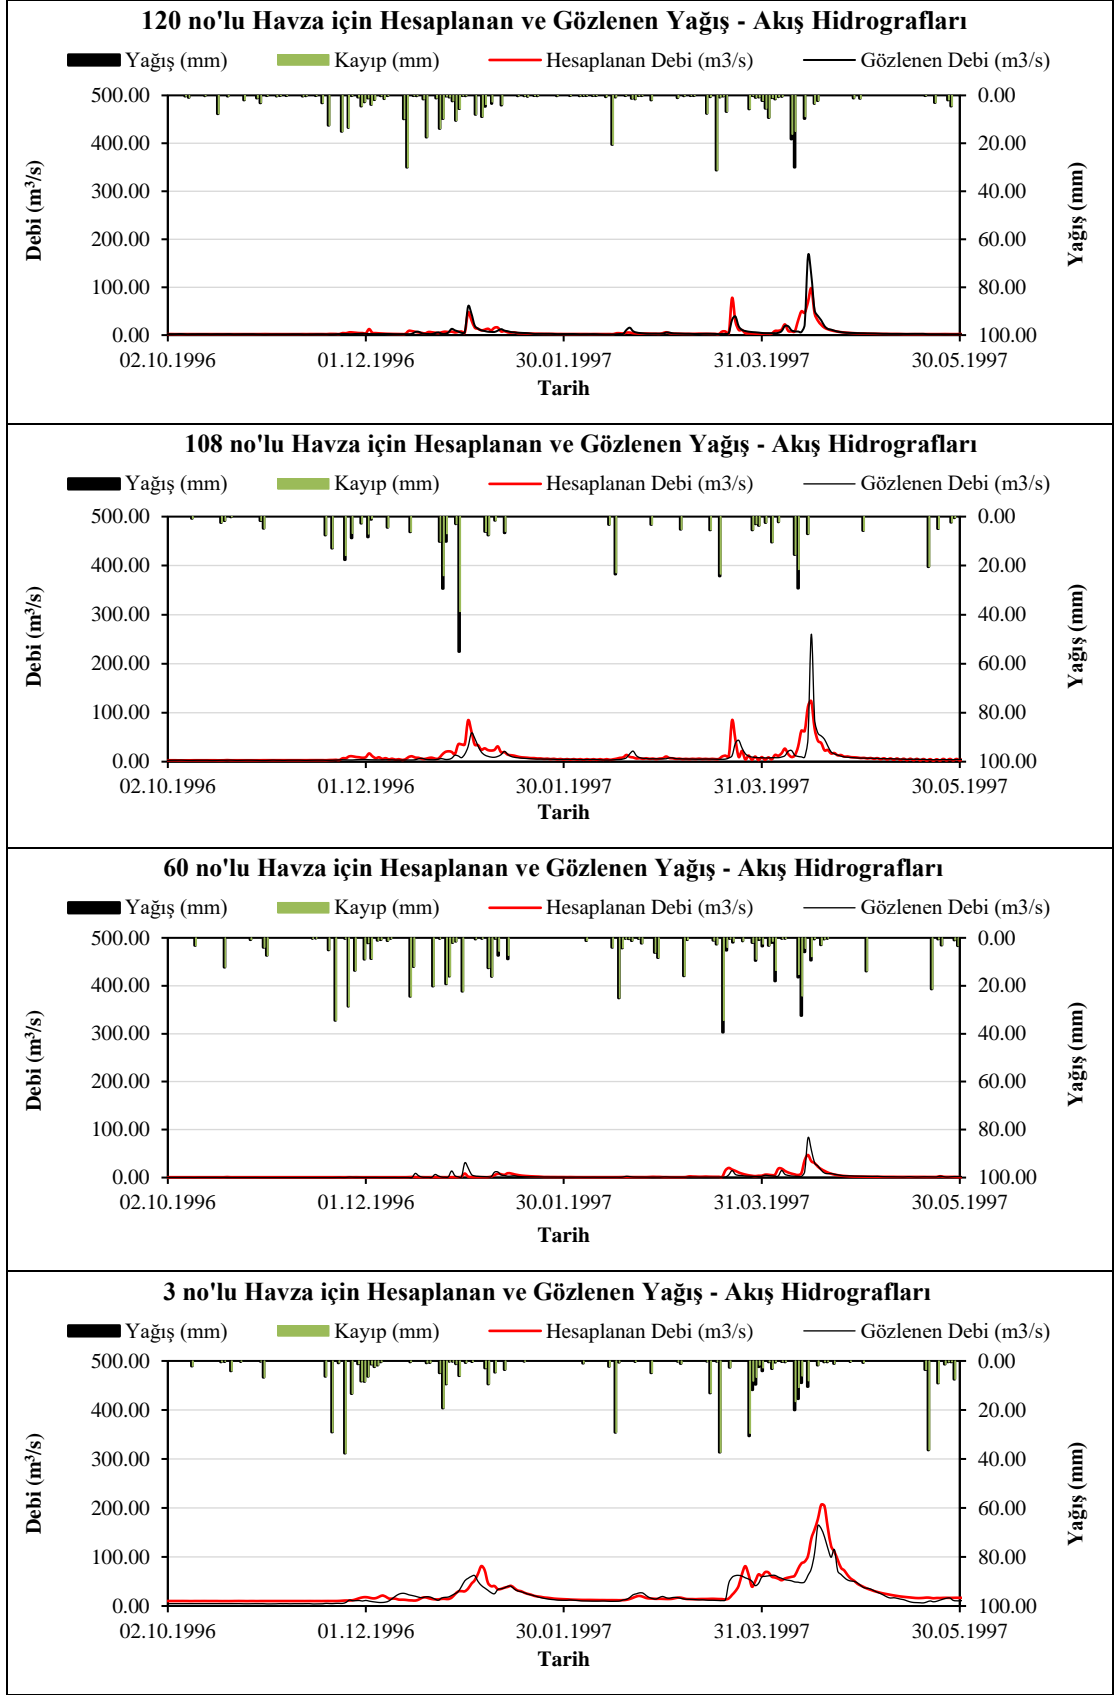 120 no'lu Havza için Hesaplanan ve Gözlenen Yağış - Akış Hidrografları
Yağış (mm) Kayıp (mm) Hesaplanan Debi (m3/s) Gözlenen Debi (m3/s)
500.00 0.00
400.00 20.00
300.00 40.00
200.00 60.00
100.00 80.00
0.00 100.00
Debi (m³/s)
Yağış (mm)
02.10.1996 01.12.1996 30.01.1997 31.03.1997 30.05.1997
Tarih
108 no'lu Havza için Hesaplanan ve Gözlenen Yağış - Akış Hidrografları
Yağış (mm) Kayıp (mm) Hesaplanan Debi (m3/s) Gözlenen Debi (m3/s)
500.00 0.00
400.00 20.00
300.00 40.00
200.00 60.00
100.00 80.00
0.00 100.00
Debi (m³/s)
Yağış (mm)
02.10.1996 01.12.1996 30.01.1997 31.03.1997 30.05.1997
Tarih
60 no'lu Havza için Hesaplanan ve Gözlenen Yağış - Akış Hidrografları
Yağış (mm) Kayıp (mm) Hesaplanan Debi (m3/s) Gözlenen Debi (m3/s)
500.00 0.00
400.00 20.00
300.00 40.00
200.00 60.00
100.00 80.00
0.00 100.00
Debi (m³/s)
Yağış (mm)
02.10.1996 01.12.1996 30.01.1997 31.03.1997 30.05.1997
Tarih
3 no'lu Havza için Hesaplanan ve Gözlenen Yağış - Akış Hidrografları
Yağış (mm) Kayıp (mm) Hesaplanan Debi (m3/s) Gözlenen Debi (m3/s)
500.00 0.00
400.00 20.00
300.00 40.00
200.00 60.00
100.00 80.00
0.00 100.00
Debi (m³/s)
Yağış (mm)
02.10.1996 01.12.1996 30.01.1997 31.03.1997 30.05.1997
Tarih